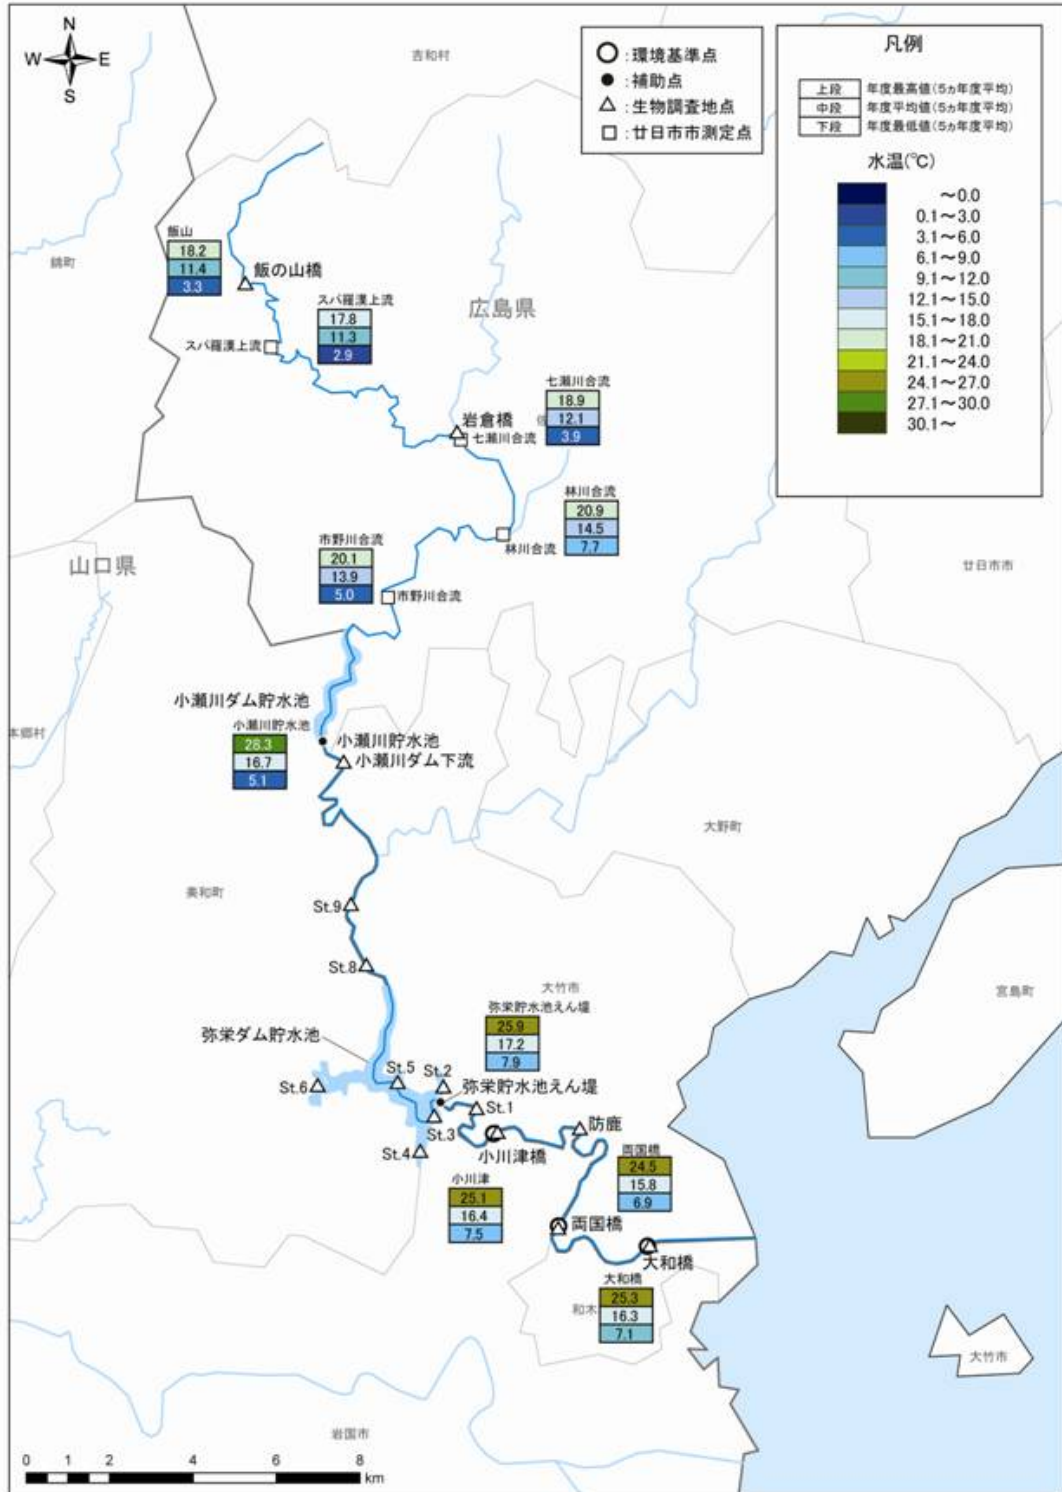 N
W
E
S
吉和村
○:環境基準点
●:補助点
△:生物調査地点
□:廿日市市測定点
凡例
上段 年度最高値(5ヵ年度平均)
中段 年度平均値(5ヵ年度平均)
下段 年度最低値(5ヵ年度平均)
水温(℃)
～0.0
0.1～3.0
3.1～6.0
6.1～9.0
9.1～12.0
12.1～15.0
15.1～18.0
18.1～21.0
21.1～24.0
24.1～27.0
27.1～30.0
30.1～
飯山
18.2
11.4
3.3
飯の山橋
錦町
スパ羅漢上流
17.8
11.3
2.9
スパ羅漢上流
広島県
七瀬川合流
18.9
12.1
3.9
岩倉橋
七瀬川合流
林川合流
20.9
14.5
7.7
林川合流
市野川合流
20.1
13.9
5.0
市野川合流
山口県
廿日市市
小瀬川ダム貯水池
小瀬川貯水池
28.3
16.7
5.1
小瀬川貯水池
小瀬川ダム下流
本郷村
大野町
美和町
St.9
St.8
大竹市
弥栄貯水池えん堤
25.9
17.2
7.9
宮島町
弥栄ダム貯水池
St.5
St.2
St.6
弥栄貯水池えん堤
St.1
St.3
防鹿
St.4
小川津橋
両国橋
24.5
15.8
6.9
小川津
25.1
16.4
7.5
両国橋
大和橋
大和橋
25.3
16.3
7.1
和木
大竹市
岩国市
0 1 2 4 6 8
km